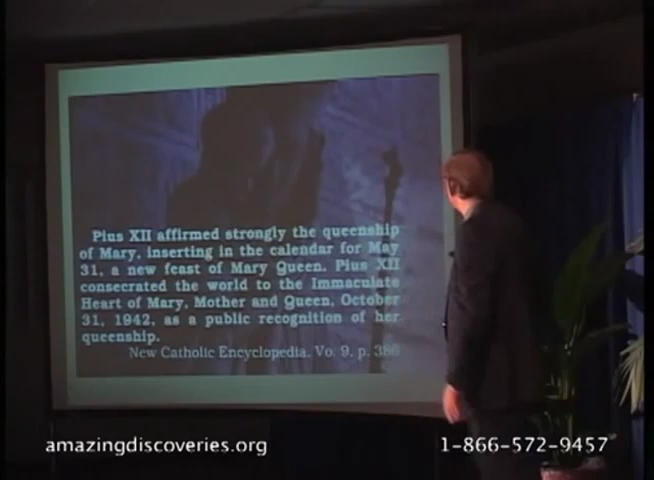 Pius XII affirmed strongly the queenship
of Mary, inserting in the calendar for May
31, a new feast of Mary Queen. Pius XII
consecrated the world to the Immaculate
Heart of Mary, Mother and Queen, October
31, 1942, as a public recognition of her
queenship.
New Catholic Encyclopedia. Vo. 9, p. 386
amazingdiscoveries.org
1-866-572-9457